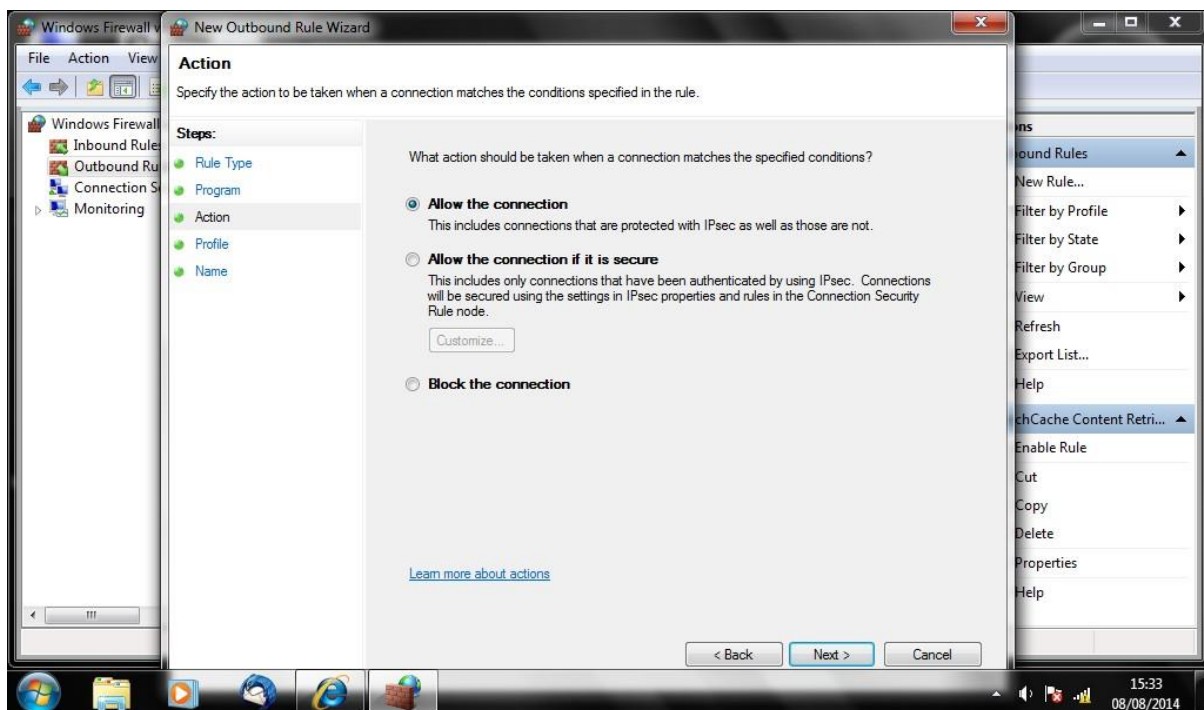 Windows Firewall
New Outbound Rule Wizard
File Action View
Action
Specify the action to be taken when a connection matches the conditions specified in the rule.
Windows Firewall
Inbound Rules
Outbound Ru
Connection S
Monitoring
Steps:
Rule Type
Program
Action
Profile
Name
What action should be taken when a connection matches the specified conditions?
Allow the connection
This includes connections that are protected with IPsec as well as those are not.
Allow the connection if it is secure
This includes only connections that have been authenticated by using IPsec. Connections
will be secured using the settings in IPsec properties and rules in the Connection Security
Rule node.
Customize...
Block the connection
Learn more about actions
< Back
Next >
Cancel
ons
ound Rules
New Rule...
Filter by Profile
Filter by State
Filter by Group
View
Refresh
Export List...
Help
chCache Content Retri...
Enable Rule
Cut
Copy
Delete
Properties
Help
15:33
08/08/2014